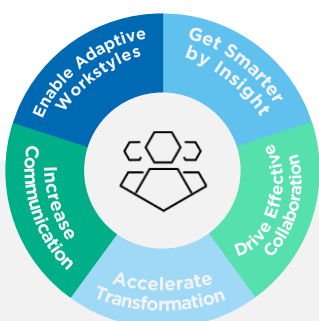 Enable Adaptive
Workstyles
Get Smarter
by Insight
Drive Effective
Collaboration
Accelerate
Transformation
Increase
Communication